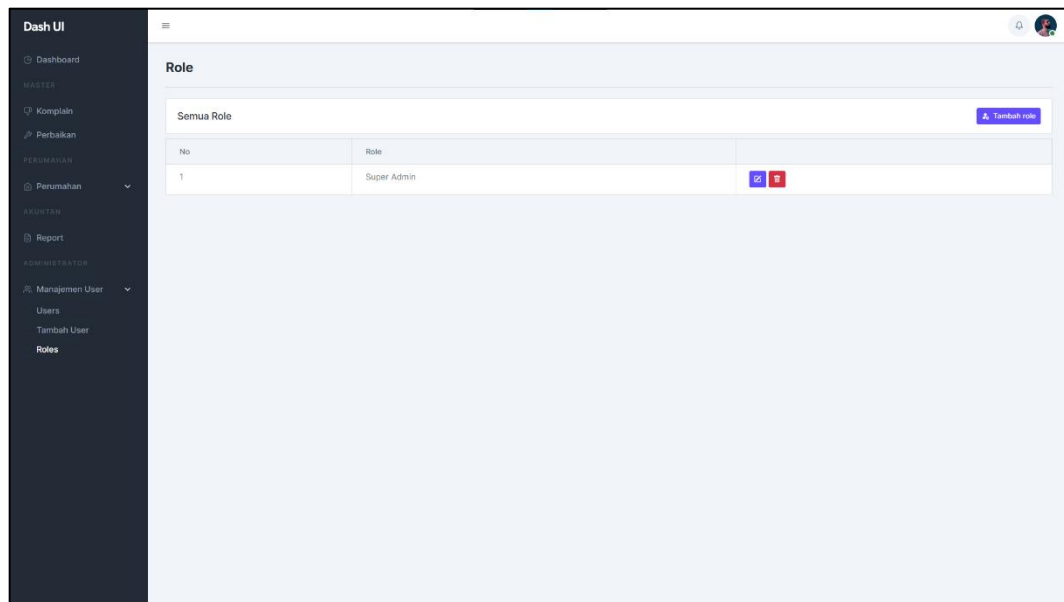 Dash UI
Dashboard
MASTER
Komplain
Perbaikan
PERUMAHAN
Perumahan
AKUNTAN
Report
ADMINISTRATOR
Manajemen User
Users
Tambah User
Roles
Role
Semua Role
Tambah role
No Role
1 Super Admin